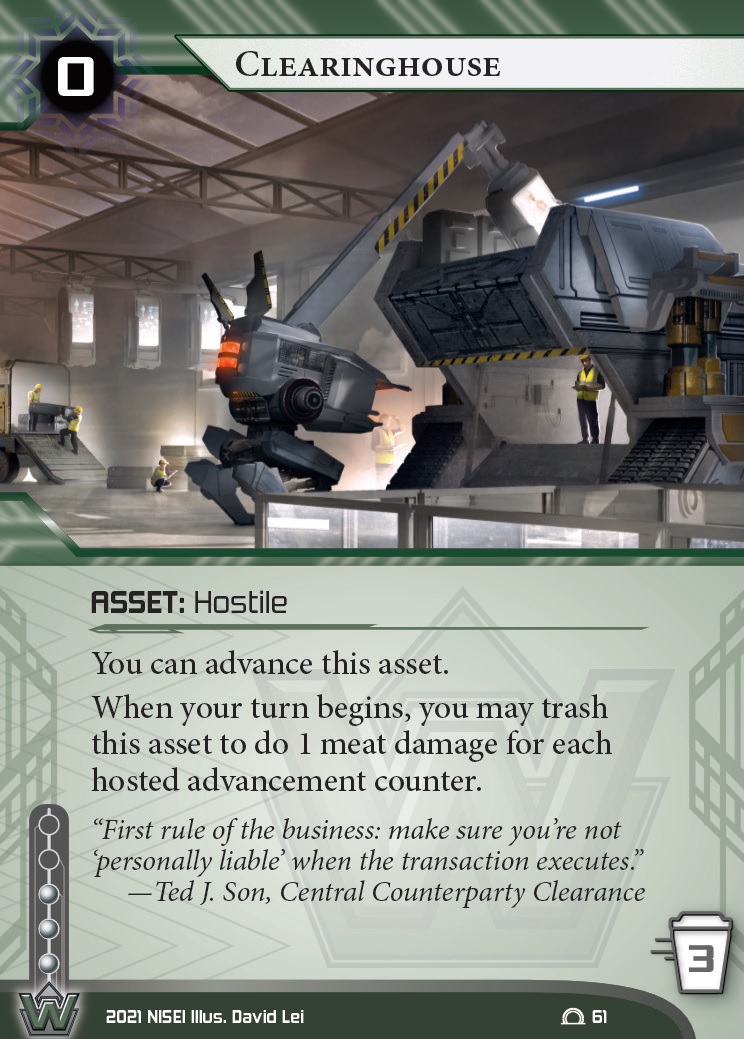 0
Clearinghouse
ASSET: Hostile
You can advance this asset.
When your turn begins, you may trash
this asset to do 1 meat damage for each
hosted advancement counter.
“First rule of the business: make sure you’re not
‘personally liable’ when the transaction executes.”
—Ted J. Son, Central Counterparty Clearance
3
2021 NISEI Illus. David Lei
61